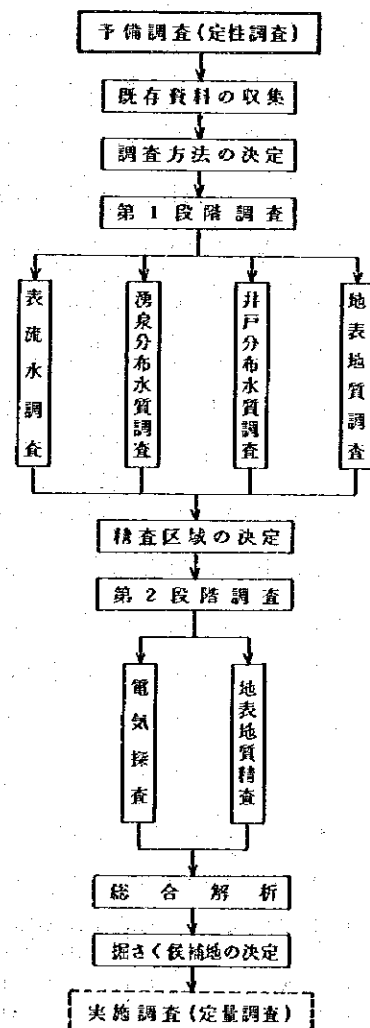 予備調査(定性調査)
既存資料の収集
調査方法の決定
第1段階調査
表流水調査
湧泉分布水質調査
井戸分布水質調査
地表地質調査
精査区域の決定
第2段階調査
電気探査
地表地質精査
総合解析
掘さく候補地の決定
実施調査(定量調査)